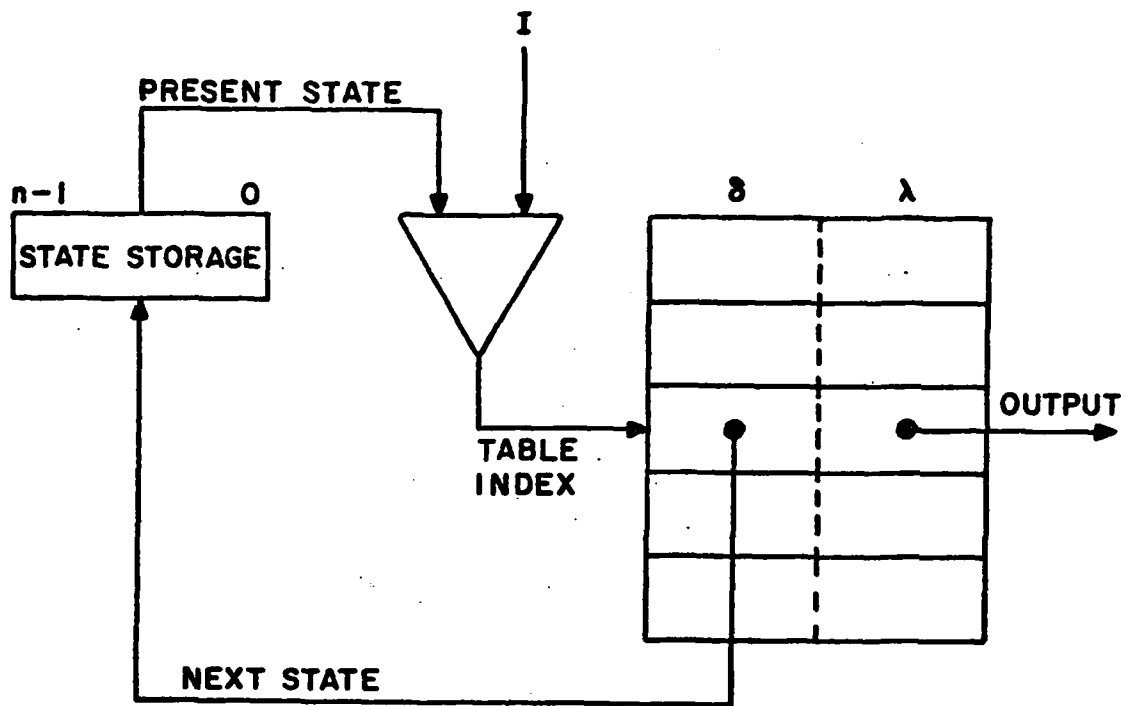 I
PRESENT STATE
n-1
0
STATE STORAGE
δ
λ
OUTPUT
TABLE
INDEX
NEXT STATE